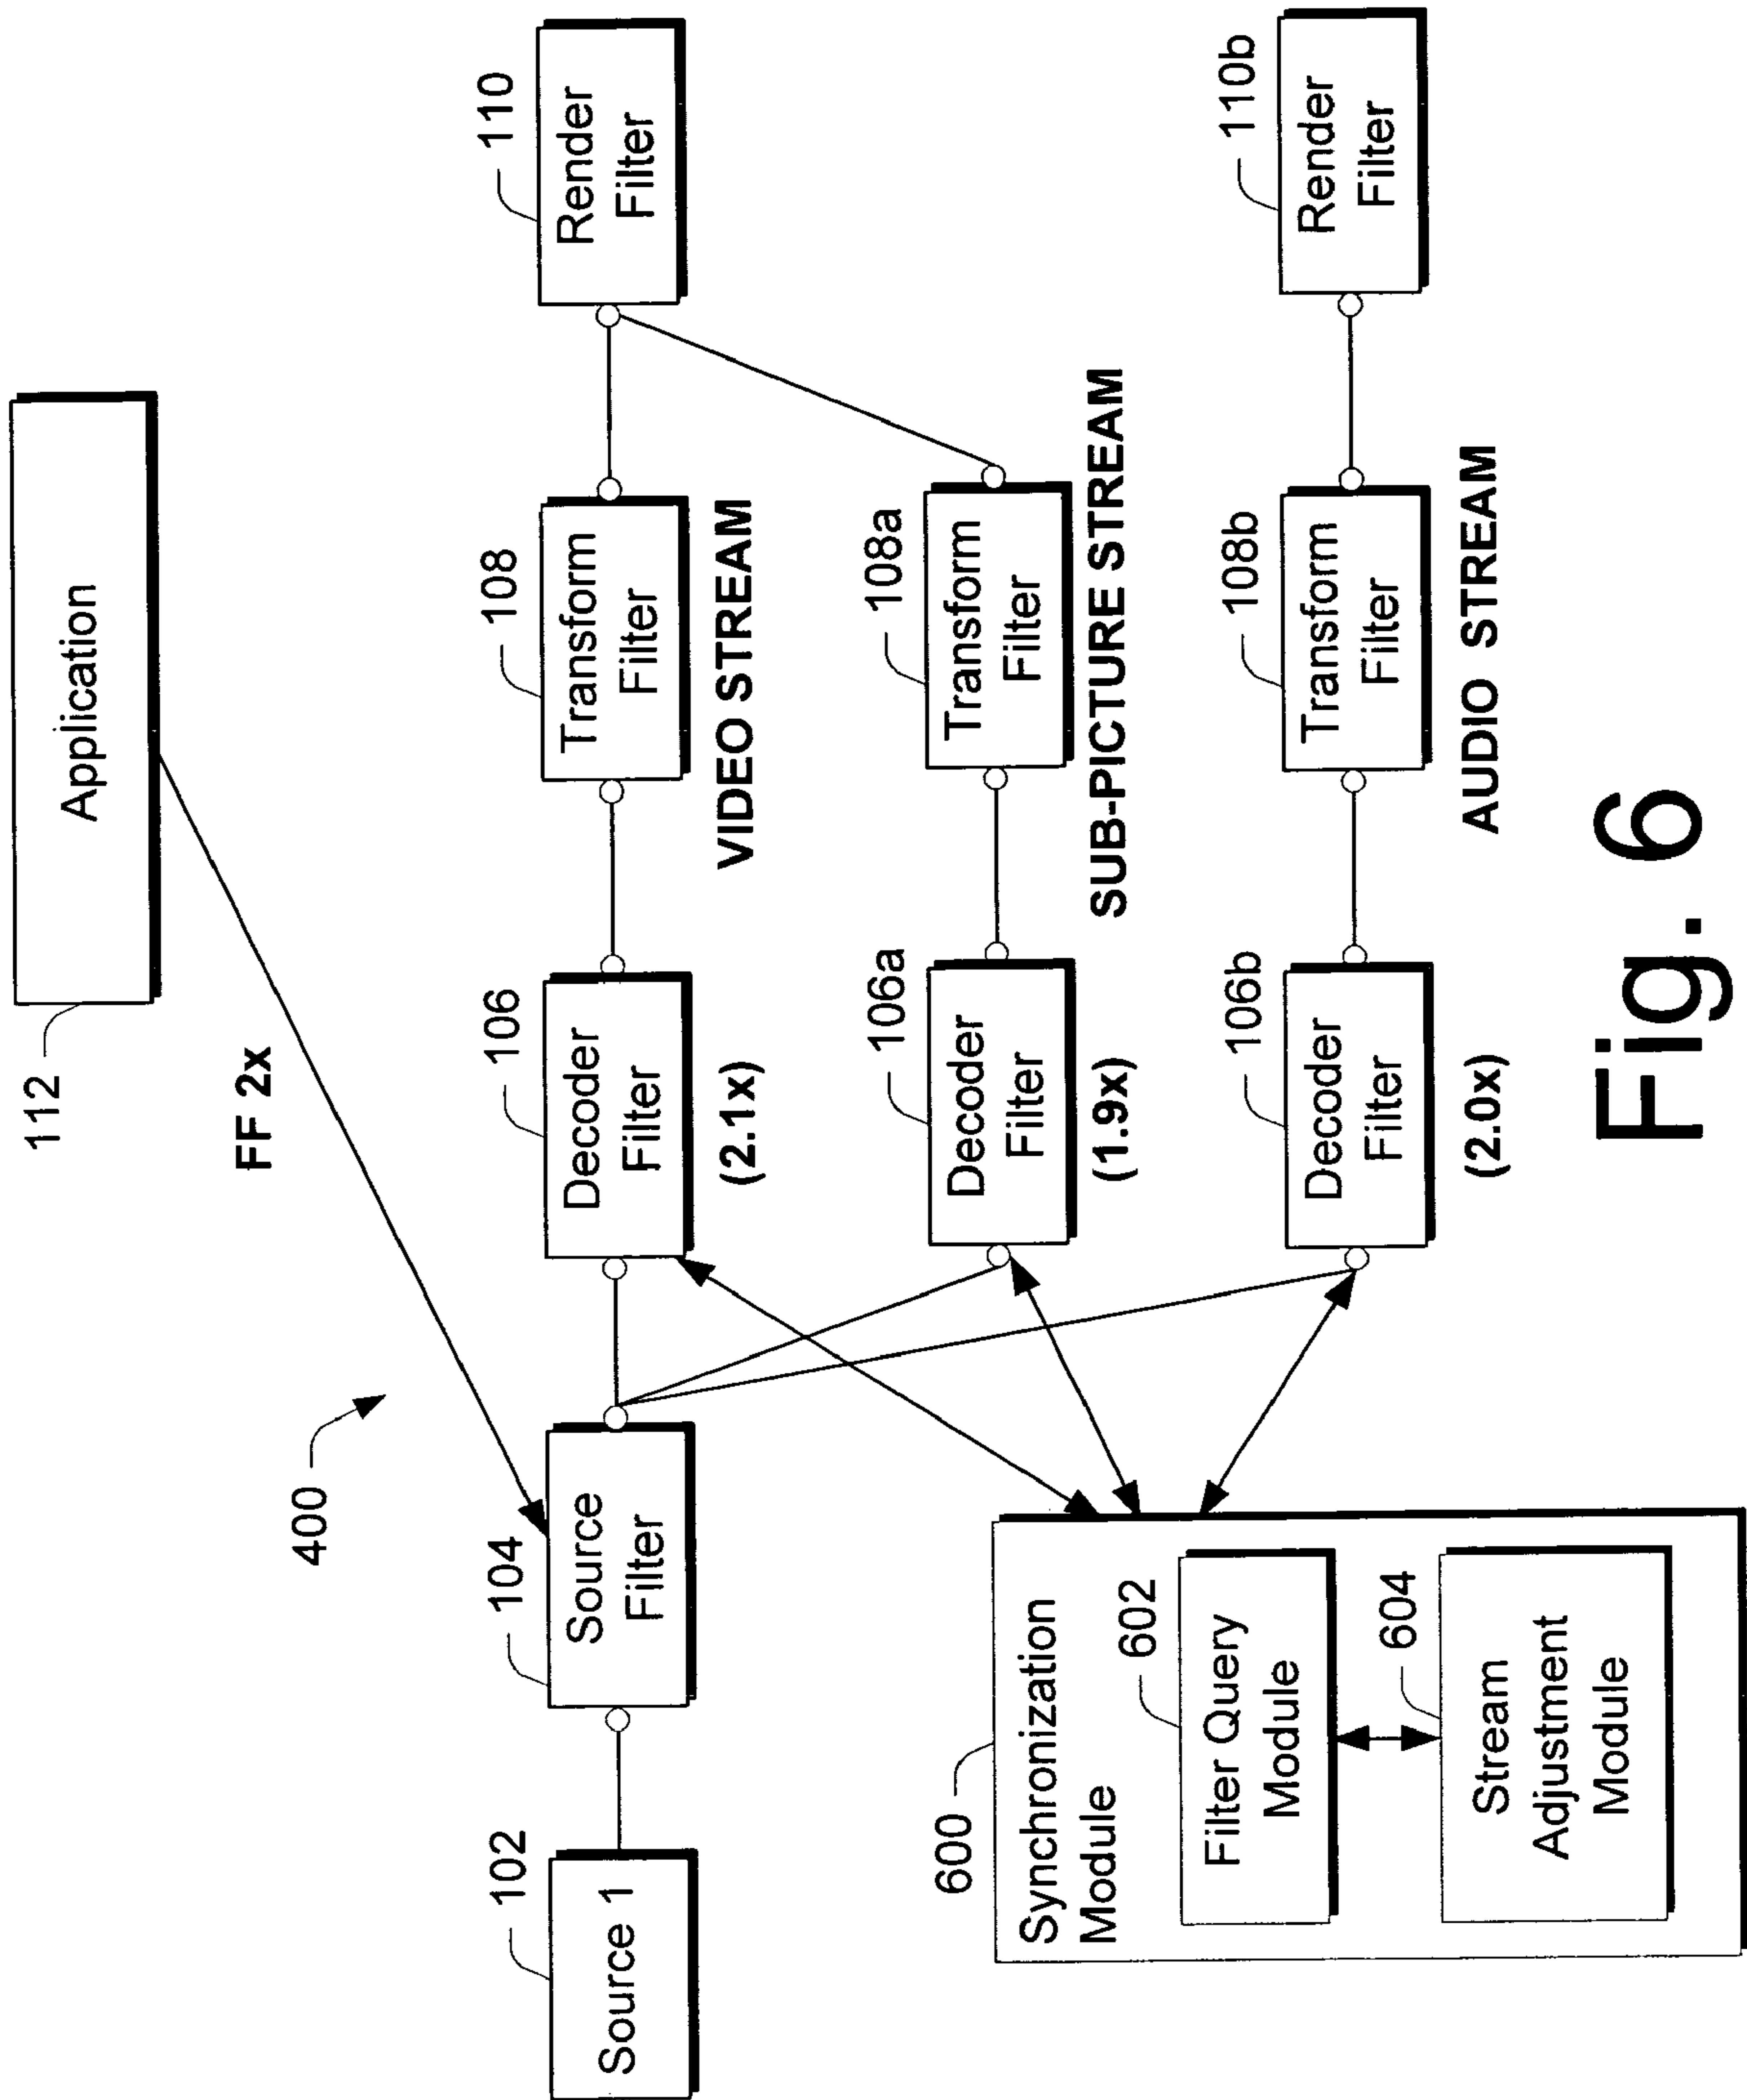 112
Application
FF 2x
400
102
Source 1
104
Source
Filter
106
Decoder
Filter
(2.1x)
108
Transform
Filter
VIDEO STREAM
110
Render
Filter
106a
Decoder
Filter
(1.9x)
108a
Transform
Filter
SUB-PICTURE STREAM
600
Synchronization
Module
602
Filter Query
Module
604
Stream
Adjustment
Module
106b
Decoder
Filter
(2.0x)
108b
Transform
Filter
AUDIO STREAM
110b
Render
Filter
Fig. 6